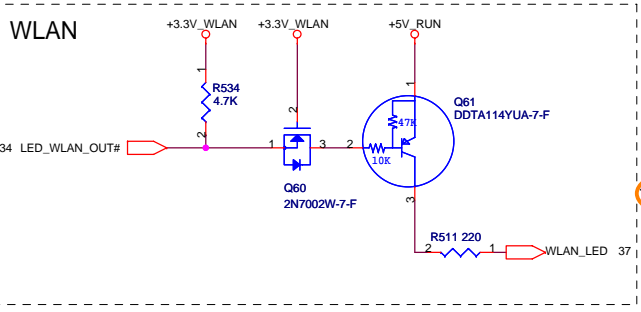 WLAN
+3.3V_WLAN
+3.3V_WLAN
+5V_RUN
1
R534
4.7K
2
2
1
Q61
DDTA114YUA-7-F
47K
34 LED_WLAN_OUT#
1
3
2
10K
Q60
2N7002W-7-F
3
R511 220
2
1
WLAN_LED 37